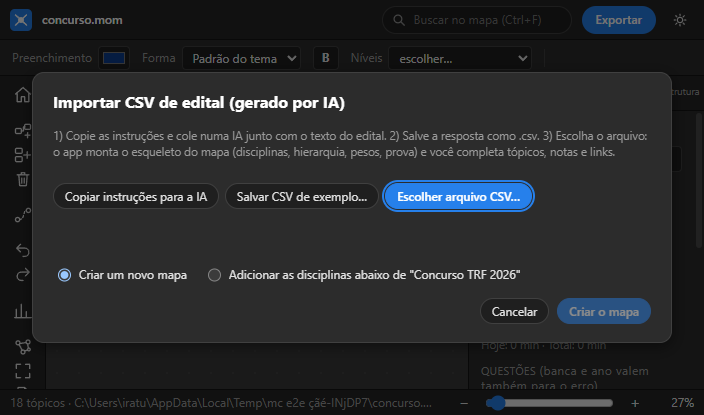 concurso.mom
Buscar no mapa (Ctrl+F)
Exportar
Preenchimento
Forma
Padrão do tema
B
Níveis
escolher...
Importar CSV de edital (gerado por IA)
1) Copie as instruções e cole numa IA junto com o texto do edital. 2) Salve a resposta como .csv. 3) Escolha o arquivo:
o app monta o esqueleto do mapa (disciplinas, hierarquia, pesos, prova) e você completa tópicos, notas e links.
Copiar instruções para a IA
Salvar CSV de exemplo...
Escolher arquivo CSV...
Criar um novo mapa
Adicionar as disciplinas abaixo de "Concurso TRF 2026"
Cancelar
Criar o mapa
Hoje: 0 min · Total: 0 min
QUESTÕES (banca e ano valem
também para o erro)
18 tópicos · C:\Users\iratu\AppData\Local\Temp\mc e2e çãé-INjDP7\concurso....
27%